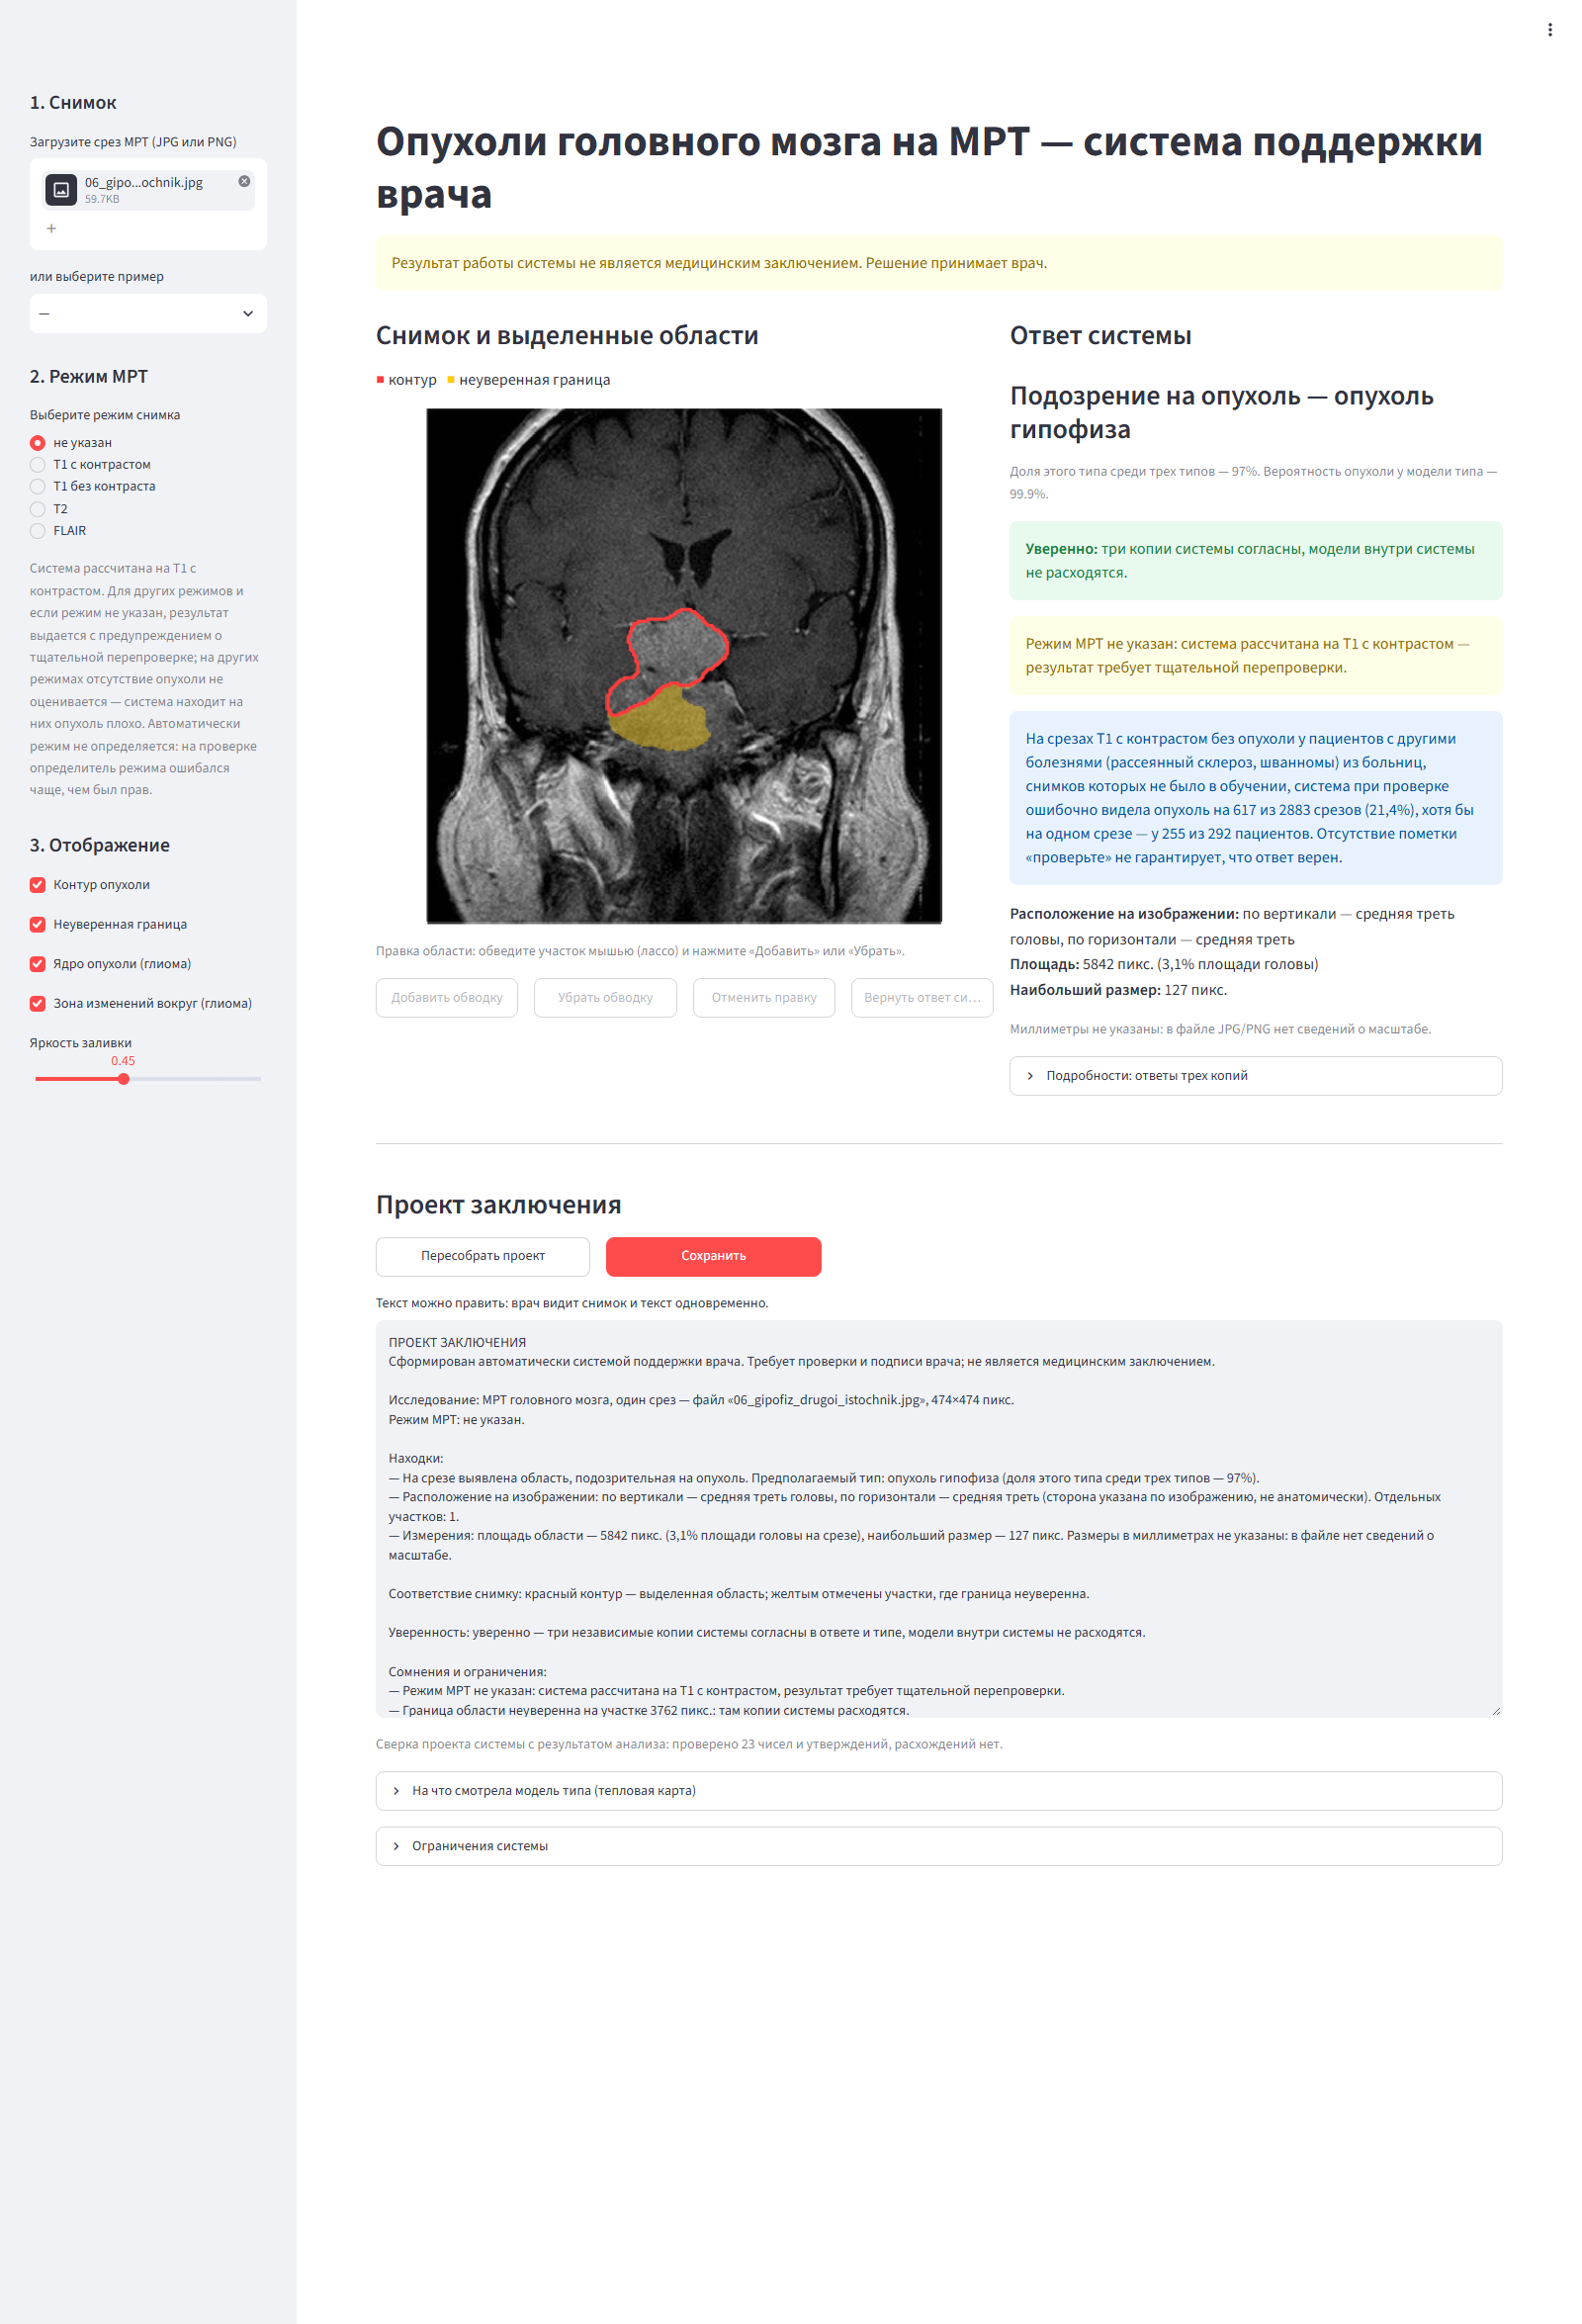 1. Снимок
Загрузите срез МРТ (JPG или PNG)
06_gipo...ochnik.jpg
59.7KB
+
или выберите пример
—
2. Режим МРТ
Выберите режим снимка
не указан
Т1 с контрастом
Т1 без контраста
Т2
FLAIR
Система рассчитана на Т1 с
контрастом. Для других режимов и
если режим не указан, результат
выдается с предупреждением о
тщательной перепроверке; на других
режимах отсутствие опухоли не
оценивается — система находит на
них опухоль плохо. Автоматически
режим не определяется: на проверке
определитель режима ошибался
чаще, чем был прав.
3. Отображение
Контур опухоли
Неуверенная граница
Ядро опухоли (глиома)
Зона изменений вокруг (глиома)
Яркость заливки
0.45
Опухоли головного мозга на МРТ — система поддержки
врача
Результат работы системы не является медицинским заключением. Решение принимает врач.
Снимок и выделенные области
контур неуверенная граница
Правка области: обведите участок мышью (лассо) и нажмите «Добавить» или «Убрать».
Добавить обводку
Убрать обводку
Отменить правку
Вернуть ответ си…
Ответ системы
Подозрение на опухоль — опухоль
гипофиза
Доля этого типа среди трех типов — 97%. Вероятность опухоли у модели типа —
99.9%.
Уверенно: три копии системы согласны, модели внутри системы
не расходятся.
Режим МРТ не указан: система рассчитана на Т1 с контрастом —
результат требует тщательной перепроверки.
На срезах Т1 с контрастом без опухоли у пациентов с другими
болезнями (рассеянный склероз, шванномы) из больниц,
снимков которых не было в обучении, система при проверке
ошибочно видела опухоль на 617 из 2883 срезов (21,4%), хотя бы
на одном срезе — у 255 из 292 пациентов. Отсутствие пометки
«проверьте» не гарантирует, что ответ верен.
Расположение на изображении: по вертикали — средняя треть
головы, по горизонтали — средняя треть
Площадь: 5842 пикс. (3,1% площади головы)
Наибольший размер: 127 пикс.
Миллиметры не указаны: в файле JPG/PNG нет сведений о масштабе.
Подробности: ответы трех копий
Проект заключения
Пересобрать проект
Сохранить
Текст можно править: врач видит снимок и текст одновременно.
ПРОЕКТ ЗАКЛЮЧЕНИЯ
Сформирован автоматически системой поддержки врача. Требует проверки и подписи врача; не является медицинским заключением.
Исследование: МРТ головного мозга, один срез — файл «06_gipofiz_drugoi_istochnik.jpg», 474×474 пикс.
Режим МРТ: не указан.
Находки:
— На срезе выявлена область, подозрительная на опухоль. Предполагаемый тип: опухоль гипофиза (доля этого типа среди трех типов — 97%).
— Расположение на изображении: по вертикали — средняя треть головы, по горизонтали — средняя треть (сторона указана по изображению, не анатомически). Отдельных
участков: 1.
— Измерения: площадь области — 5842 пикс. (3,1% площади головы на срезе), наибольший размер — 127 пикс. Размеры в миллиметрах не указаны: в файле нет сведений о
масштабе.
Соответствие снимку: красный контур — выделенная область; желтым отмечены участки, где граница неуверенна.
Уверенность: уверенно — три независимые копии системы согласны в ответе и типе, модели внутри системы не расходятся.
Сомнения и ограничения:
— Режим МРТ не указан: система рассчитана на Т1 с контрастом, результат требует тщательной перепроверки.
— Граница области неуверенна на участке 3762 пикс.: там копии системы расходятся.
Сверка проекта системы с результатом анализа: проверено 23 чисел и утверждений, расхождений нет.
На что смотрела модель типа (тепловая карта)
Ограничения системы